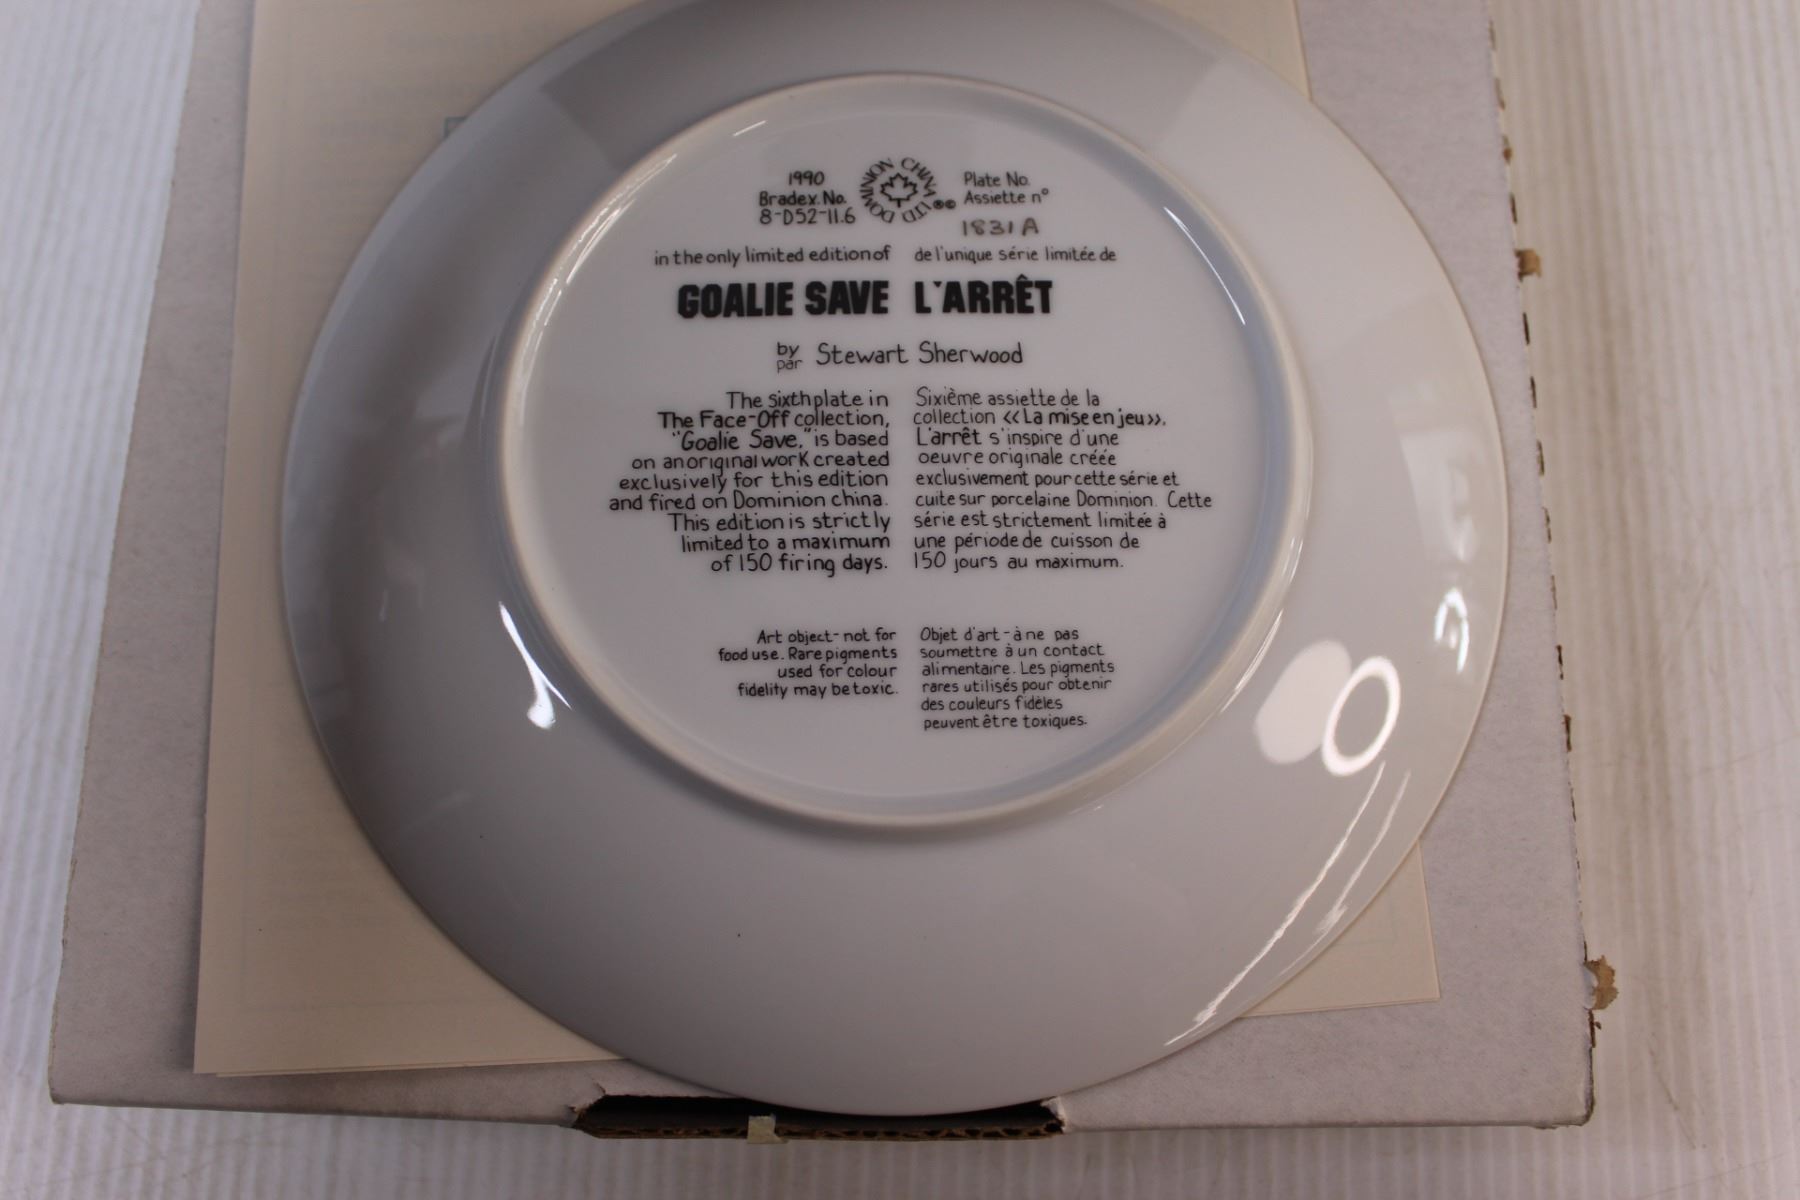 1990
Bradex. No.
8-D52-11.6
DOMINION CHINA LTD
®©
Plate No.
Assiette n°
1831A
in the only limited edition of
de l'unique série limitée de
GOALIE SAVE L'ARRÊT
by
par
Stewart Sherwood
The sixth plate in
The Face-Off collection,
"Goalie Save," is based
on an original work created
exclusively for this edition
and fired on Dominion china.
This edition is strictly
limited to a maximum
of 150 firing days.
Sixième assiette de la
collection <<La mise en jeu>>,
L'arrêt s'inspire d'une
oeuvre originale créée
exclusivement pour cette série et
cuite sur porcelaine Dominion. Cette
série est strictement limitée à
une période de cuisson de
150 jours au maximum.
Art object-not for
food use. Rare pigments
used for colour
fidelity may be toxic.
Objet d'art-à ne pas
soumettre à un contact
alimentaire. Les pigments
rares utilisés pour obtenir
des couleurs fidèles
peuvent être toxiques.